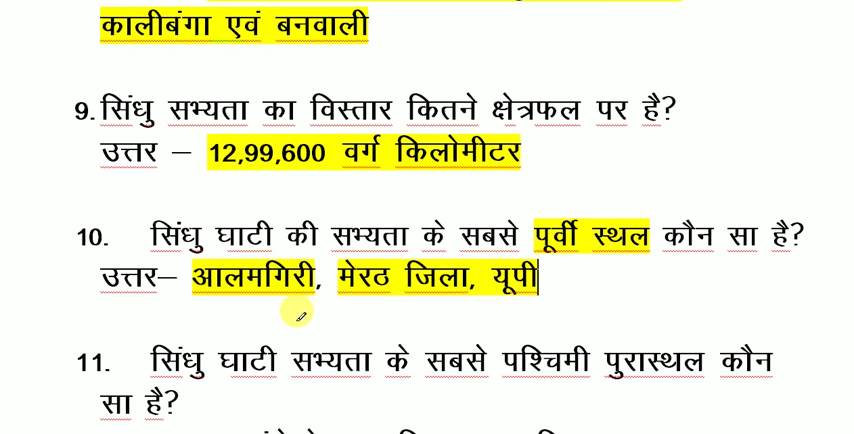 कालीबंगा एवं बनवाली
9. सिंधु सभ्यता का विस्तार कितने क्षेत्रफल पर है?
उत्तर – 12,99,600 वर्ग किलोमीटर
10. सिंधु घाटी की सभ्यता के सबसे पूर्वी स्थल कौन सा है?
उत्तर– आलमगिरी, मेरठ जिला, यूपी
11. सिंधु घाटी सभ्यता के सबसे पश्चिमी पुरास्थल कौन
सा है?